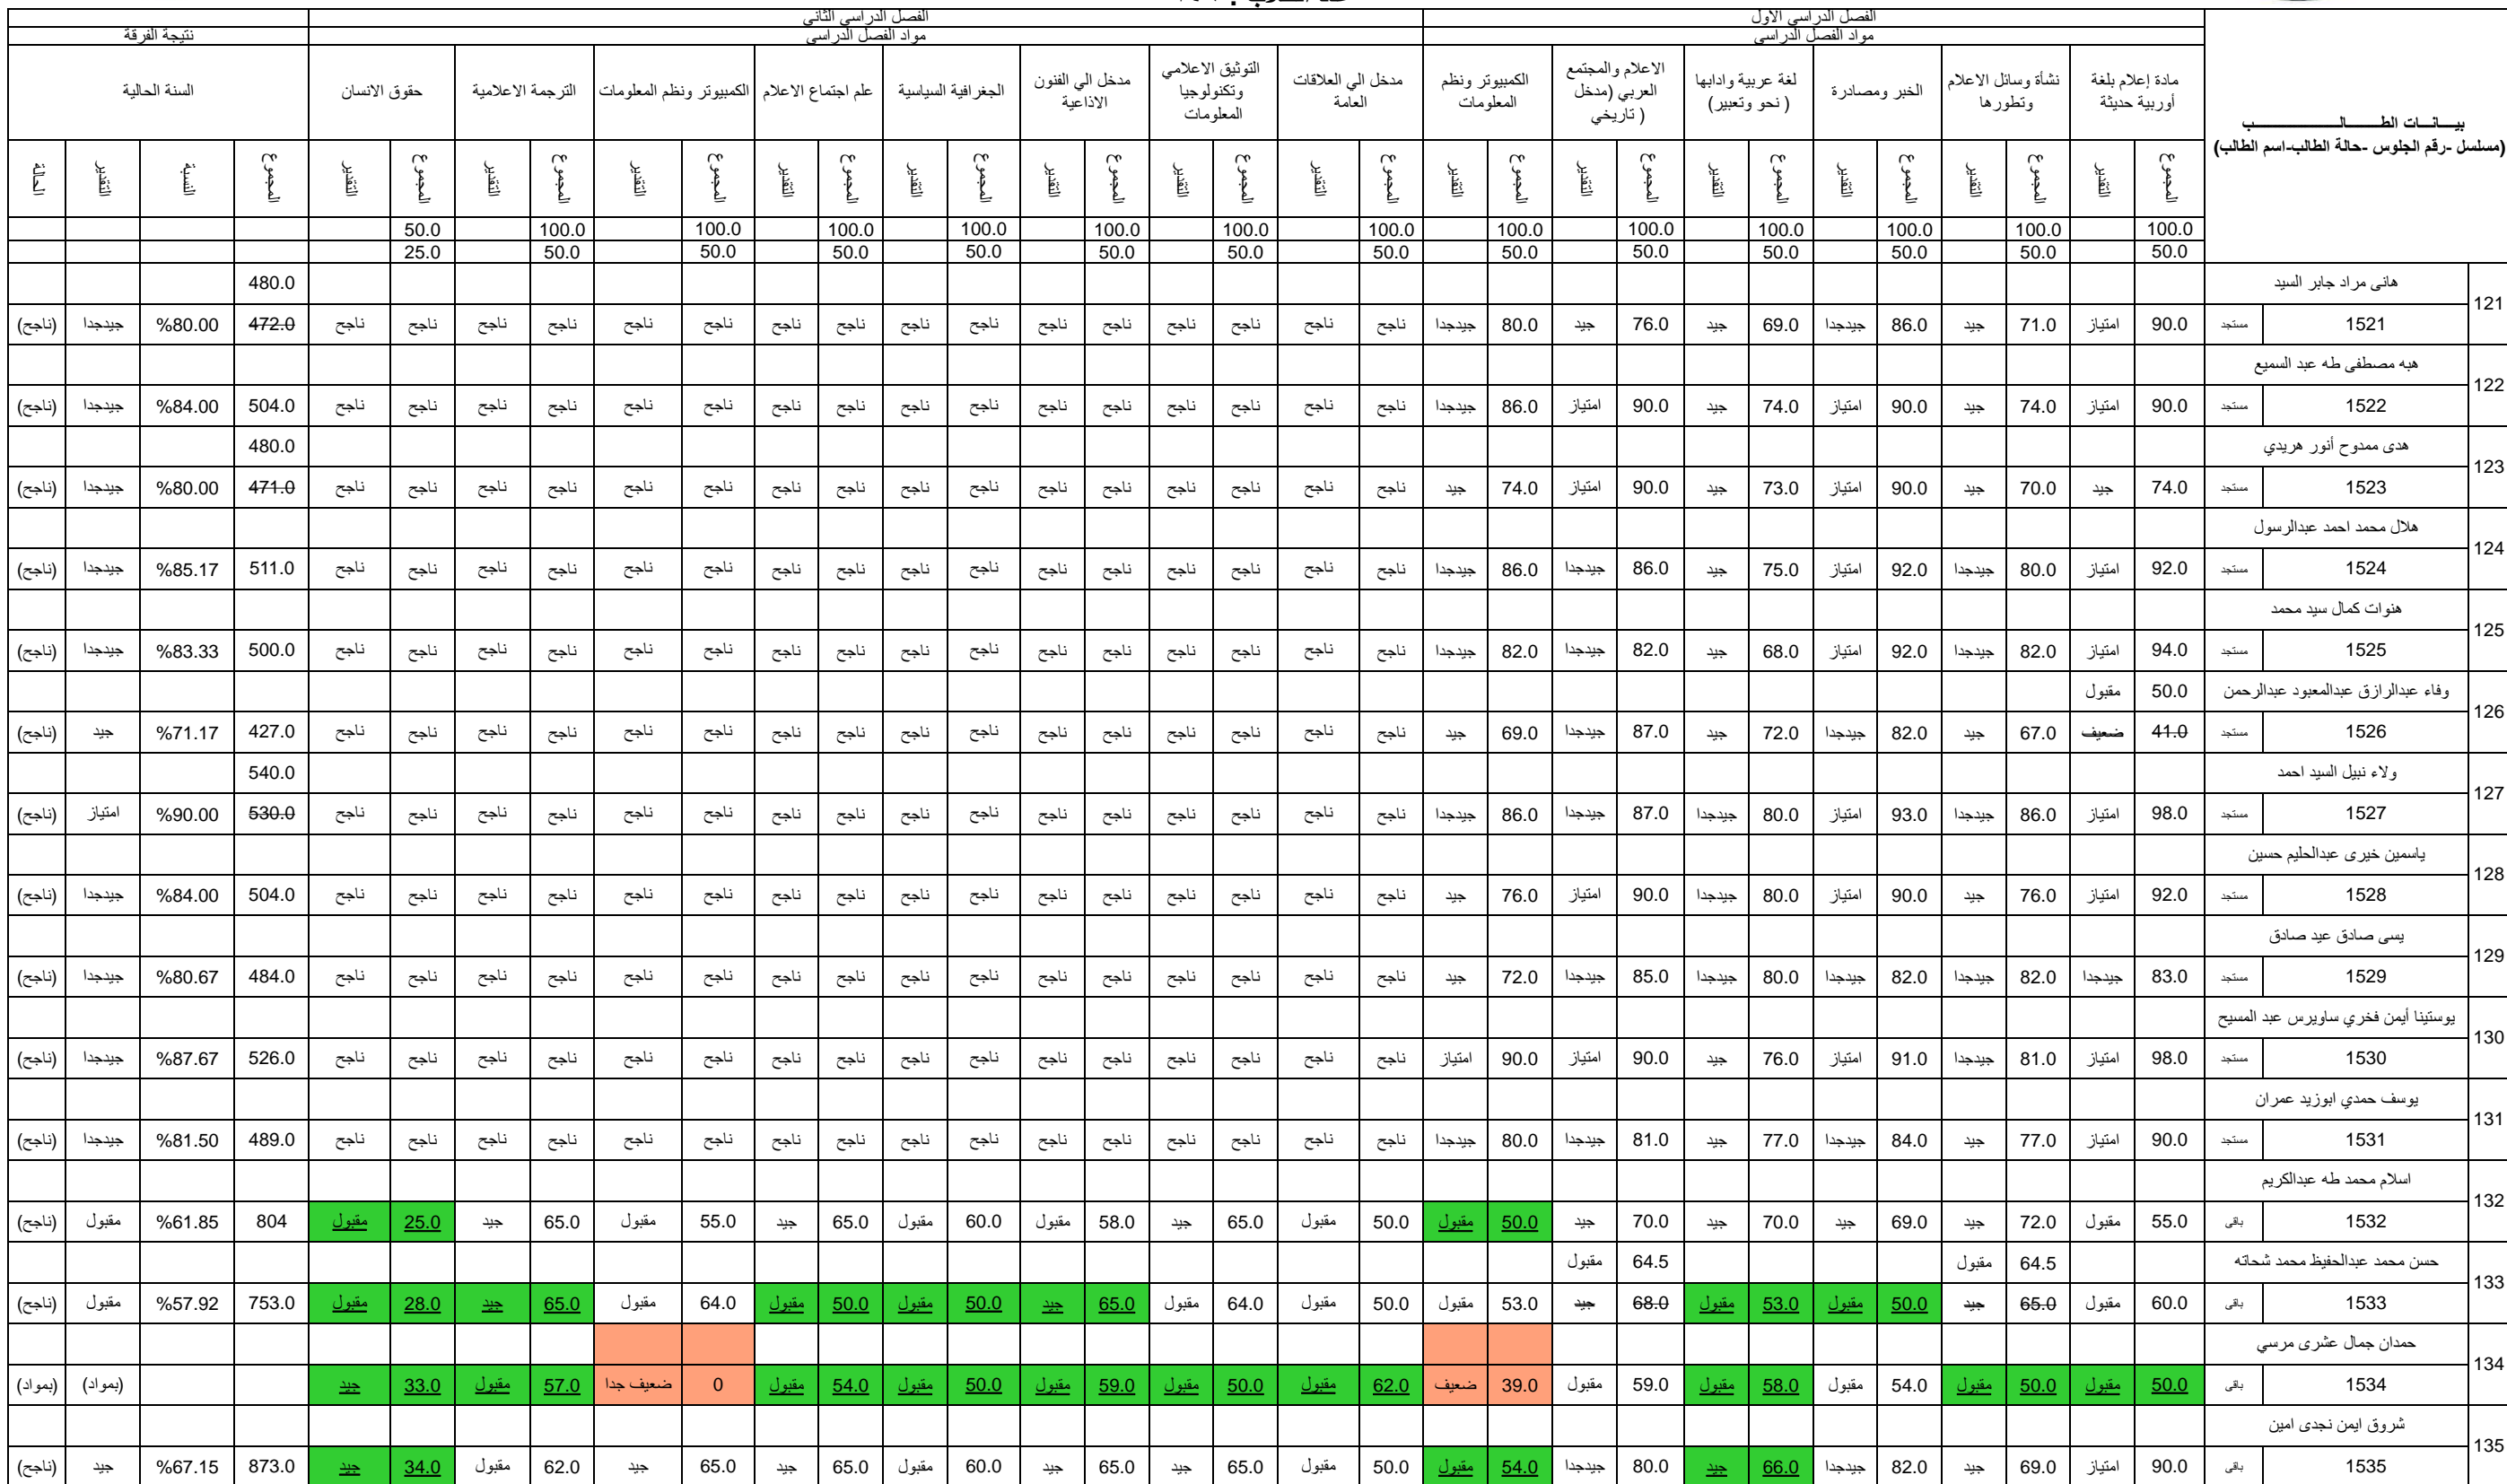 الفصل الدراسي الاول الفصل الدراسي الثاني
مواد الفصل الدراسي مواد الفصل الدراسي نتيجة الفرقة
بيـــانـــات الطـــــــالـــــــــــــب
(مسلسل -رقم الجلوس -حالة الطالب-اسم الطالب)
مادة إعلام بلغة أوربية حديثة
نشأة وسائل الاعلام وتطورها
الخبر ومصادرة
لغة عربية وادابها ( نحو وتعبير)
الاعلام والمجتمع العربي (مدخل تاريخي )
الكمبيوتر ونظم المعلومات
مدخل الي العلاقات العامة
التوثيق الاعلامي وتكنولوجيا المعلومات
مدخل الي الفنون الاذاعية
الجغرافية السياسية
علم اجتماع الاعلام
الكمبيوتر ونظم المعلومات
الترجمة الاعلامية
حقوق الانسان
السنة الحالية
المجموع التقدير المجموع التقدير المجموع التقدير المجموع التقدير المجموع التقدير المجموع التقدير المجموع التقدير المجموع التقدير المجموع التقدير المجموع التقدير المجموع التقدير المجموع التقدير المجموع التقدير المجموع التقدير المجموع النسبة التقدير الحالة
100.0 100.0 100.0 100.0 100.0 100.0 100.0 100.0 100.0 100.0 100.0 100.0 100.0 50.0
50.0 50.0 50.0 50.0 50.0 50.0 50.0 50.0 50.0 50.0 50.0 50.0 50.0 25.0
121 هانى مراد جابر السيد 480.0
1521 مستجد 90.0 امتياز 71.0 جيد 86.0 جيدجدا 69.0 جيد 76.0 جيد 80.0 جيدجدا ناجح ناجح ناجح ناجح ناجح ناجح ناجح ناجح ناجح ناجح ناجح ناجح ناجح ناجح ناجح ناجح 472.0 %80.00 جيدجدا (ناجح)
122 هبه مصطفى طه عبد السميع
1522 مستجد 90.0 امتياز 74.0 جيد 90.0 امتياز 74.0 جيد 90.0 امتياز 86.0 جيدجدا ناجح ناجح ناجح ناجح ناجح ناجح ناجح ناجح ناجح ناجح ناجح ناجح ناجح ناجح ناجح ناجح 504.0 %84.00 جيدجدا (ناجح)
123 هدى ممدوح أنور هريدي 480.0
1523 مستجد 74.0 جيد 70.0 جيد 90.0 امتياز 73.0 جيد 90.0 امتياز 74.0 جيد ناجح ناجح ناجح ناجح ناجح ناجح ناجح ناجح ناجح ناجح ناجح ناجح ناجح ناجح ناجح ناجح 471.0 %80.00 جيدجدا (ناجح)
124 هلال محمد احمد عبدالرسول
1524 مستجد 92.0 امتياز 80.0 جيدجدا 92.0 امتياز 75.0 جيد 86.0 جيدجدا 86.0 جيدجدا ناجح ناجح ناجح ناجح ناجح ناجح ناجح ناجح ناجح ناجح ناجح ناجح ناجح ناجح ناجح ناجح 511.0 %85.17 جيدجدا (ناجح)
125 هنوات كمال سيد محمد
1525 مستجد 94.0 امتياز 82.0 جيدجدا 92.0 امتياز 68.0 جيد 82.0 جيدجدا 82.0 جيدجدا ناجح ناجح ناجح ناجح ناجح ناجح ناجح ناجح ناجح ناجح ناجح ناجح ناجح ناجح ناجح ناجح 500.0 %83.33 جيدجدا (ناجح)
126 وفاء عبدالرازق عبدالمعبود عبدالرحمن 50.0 مقبول
1526 مستجد 41.0 ضعيف 67.0 جيد 82.0 جيدجدا 72.0 جيد 87.0 جيدجدا 69.0 جيد ناجح ناجح ناجح ناجح ناجح ناجح ناجح ناجح ناجح ناجح ناجح ناجح ناجح ناجح ناجح ناجح 427.0 %71.17 جيد (ناجح)
127 ولاء نبيل السيد احمد 540.0
1527 مستجد 98.0 امتياز 86.0 جيدجدا 93.0 امتياز 80.0 جيدجدا 87.0 جيدجدا 86.0 جيدجدا ناجح ناجح ناجح ناجح ناجح ناجح ناجح ناجح ناجح ناجح ناجح ناجح ناجح ناجح ناجح ناجح 530.0 %90.00 امتياز (ناجح)
128 ياسمين خيرى عبدالحليم حسين
1528 مستجد 92.0 امتياز 76.0 جيد 90.0 امتياز 80.0 جيدجدا 90.0 امتياز 76.0 جيد ناجح ناجح ناجح ناجح ناجح ناجح ناجح ناجح ناجح ناجح ناجح ناجح ناجح ناجح ناجح ناجح 504.0 %84.00 جيدجدا (ناجح)
129 يسى صادق عيد صادق
1529 مستجد 83.0 جيدجدا 82.0 جيدجدا 82.0 جيدجدا 80.0 جيدجدا 85.0 جيدجدا 72.0 جيد ناجح ناجح ناجح ناجح ناجح ناجح ناجح ناجح ناجح ناجح ناجح ناجح ناجح ناجح ناجح ناجح 484.0 %80.67 جيدجدا (ناجح)
130 يوستينا أيمن فخري ساويرس عبد المسيح
1530 مستجد 98.0 امتياز 81.0 جيدجدا 91.0 امتياز 76.0 جيد 90.0 امتياز 90.0 امتياز ناجح ناجح ناجح ناجح ناجح ناجح ناجح ناجح ناجح ناجح ناجح ناجح ناجح ناجح ناجح ناجح 526.0 %87.67 جيدجدا (ناجح)
131 يوسف حمدي ابوزيد عمران
1531 مستجد 90.0 امتياز 77.0 جيد 84.0 جيدجدا 77.0 جيد 81.0 جيدجدا 80.0 جيدجدا ناجح ناجح ناجح ناجح ناجح ناجح ناجح ناجح ناجح ناجح ناجح ناجح ناجح ناجح ناجح ناجح 489.0 %81.50 جيدجدا (ناجح)
132 اسلام محمد طه عبدالكريم
1532 باقى 55.0 مقبول 72.0 جيد 69.0 جيد 70.0 جيد 70.0 جيد 50.0 مقبول 50.0 مقبول 65.0 جيد 58.0 مقبول 60.0 مقبول 65.0 جيد 55.0 مقبول 65.0 جيد 25.0 مقبول 804 %61.85 مقبول (ناجح)
133 حسن محمد عبدالحفيظ محمد شحاته 64.5 مقبول 64.5 مقبول
1533 باقى 60.0 مقبول 65.0 جيد 50.0 مقبول 53.0 مقبول 68.0 جيد 53.0 مقبول 50.0 مقبول 64.0 مقبول 65.0 جيد 50.0 مقبول 50.0 مقبول 64.0 مقبول 65.0 جيد 28.0 مقبول 753.0 %57.92 مقبول (ناجح)
134 حمدان جمال عشرى مرسي
1534 باقى 50.0 مقبول 50.0 مقبول 54.0 مقبول 58.0 مقبول 59.0 مقبول 39.0 ضعيف 62.0 مقبول 50.0 مقبول 59.0 مقبول 50.0 مقبول 54.0 مقبول 0 ضعيف جدا 57.0 مقبول 33.0 جيد (بمواد) (بمواد)
135 شروق ايمن نجدى امين
1535 باقى 90.0 امتياز 69.0 جيد 82.0 جيدجدا 66.0 جيد 80.0 جيدجدا 54.0 مقبول 50.0 مقبول 65.0 جيد 65.0 جيد 60.0 مقبول 65.0 جيد 65.0 جيد 62.0 مقبول 34.0 جيد 873.0 %67.15 جيد (ناجح)